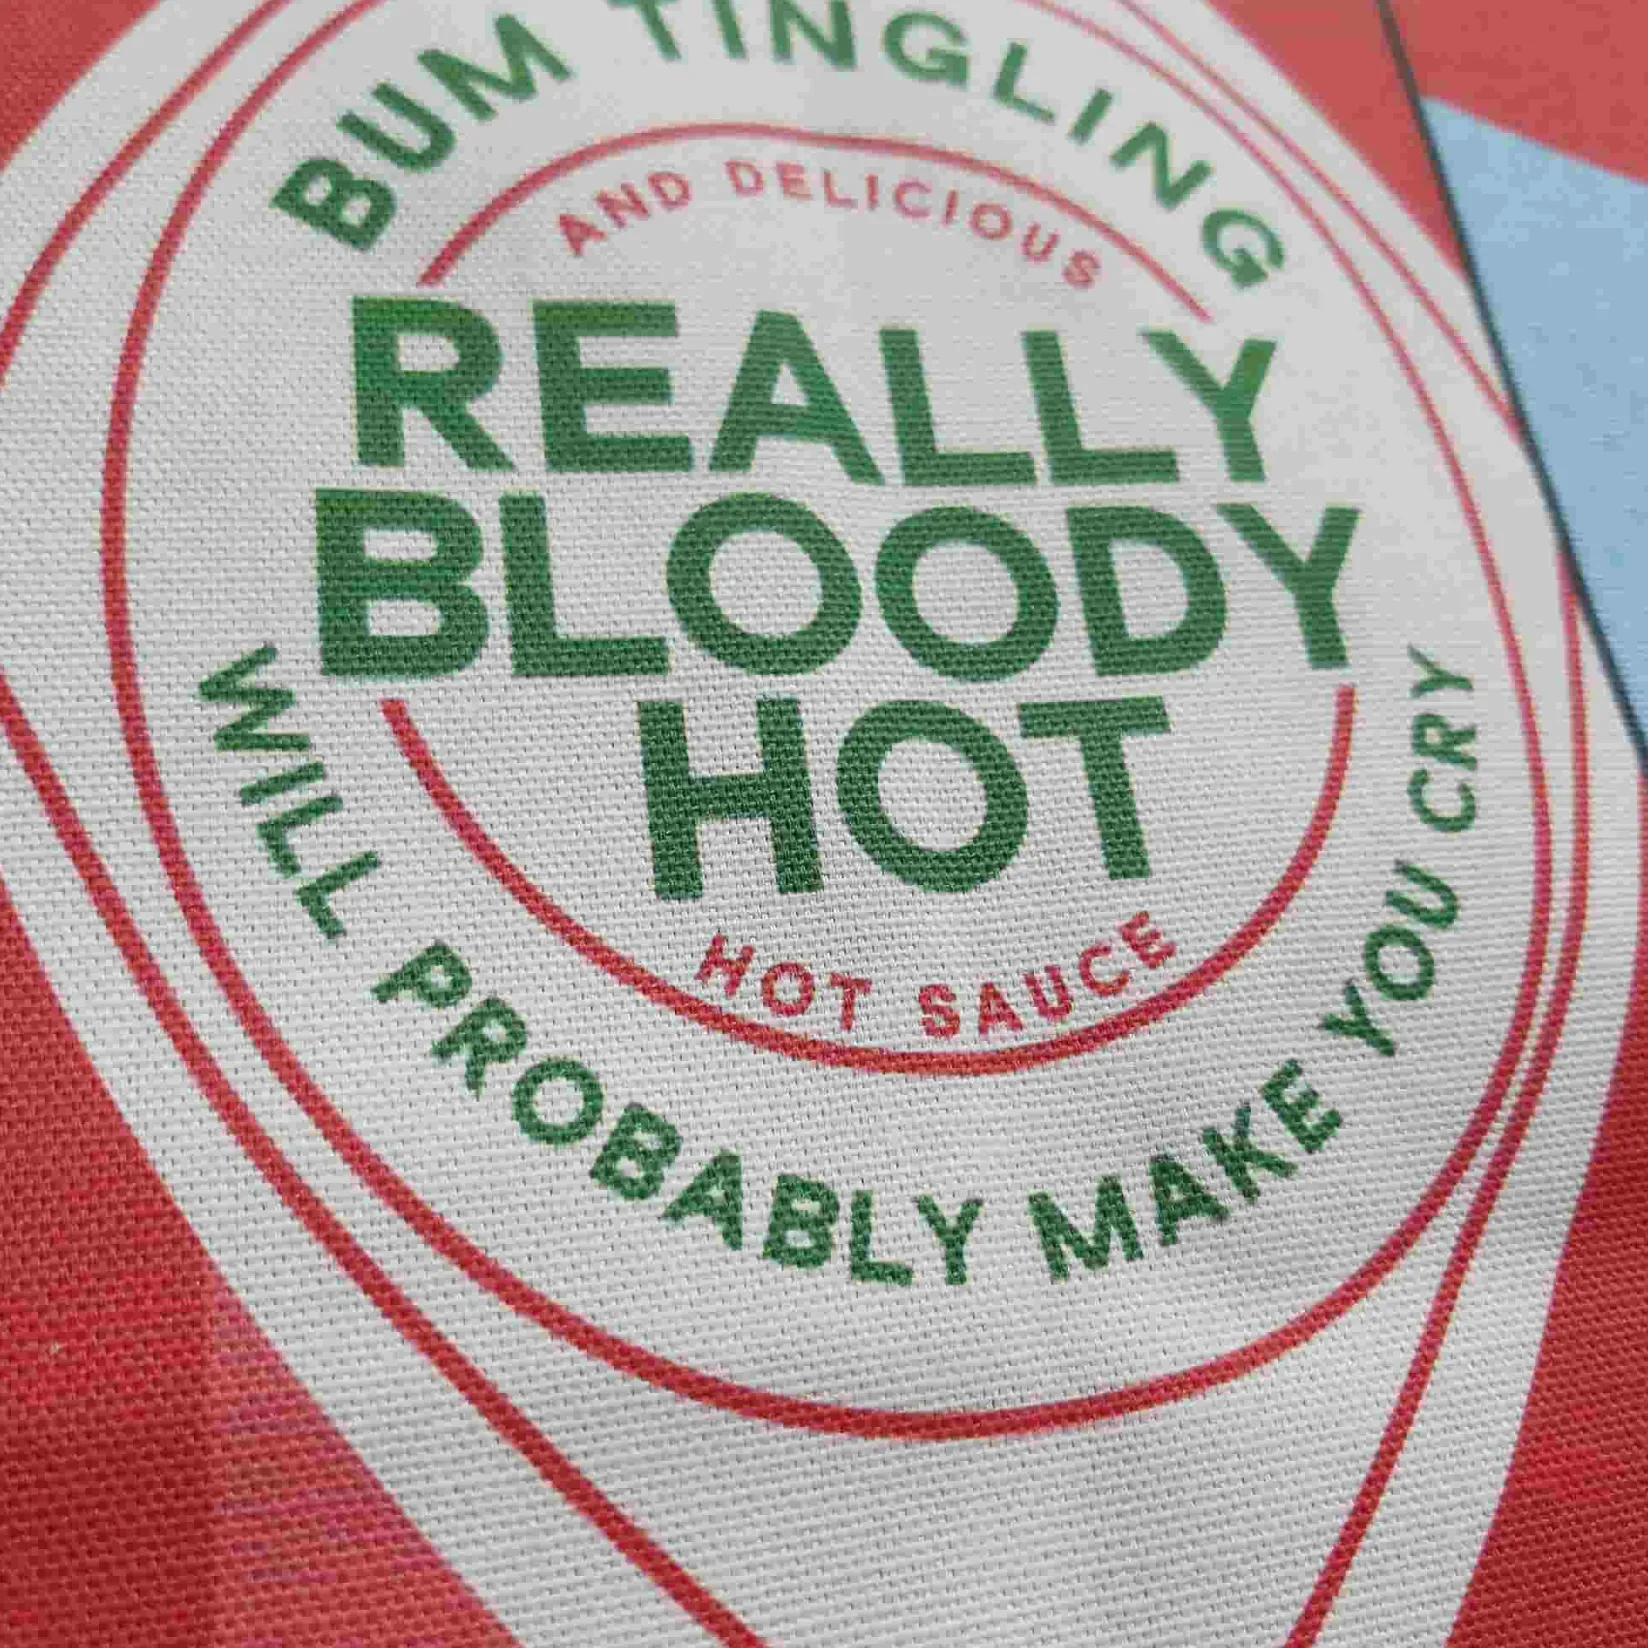 BUM TINGLING
AND DELICIOUS
REALLY
BLOODY
HOT
HOT SAUCE
WILL PROBABLY MAKE YOU CRY